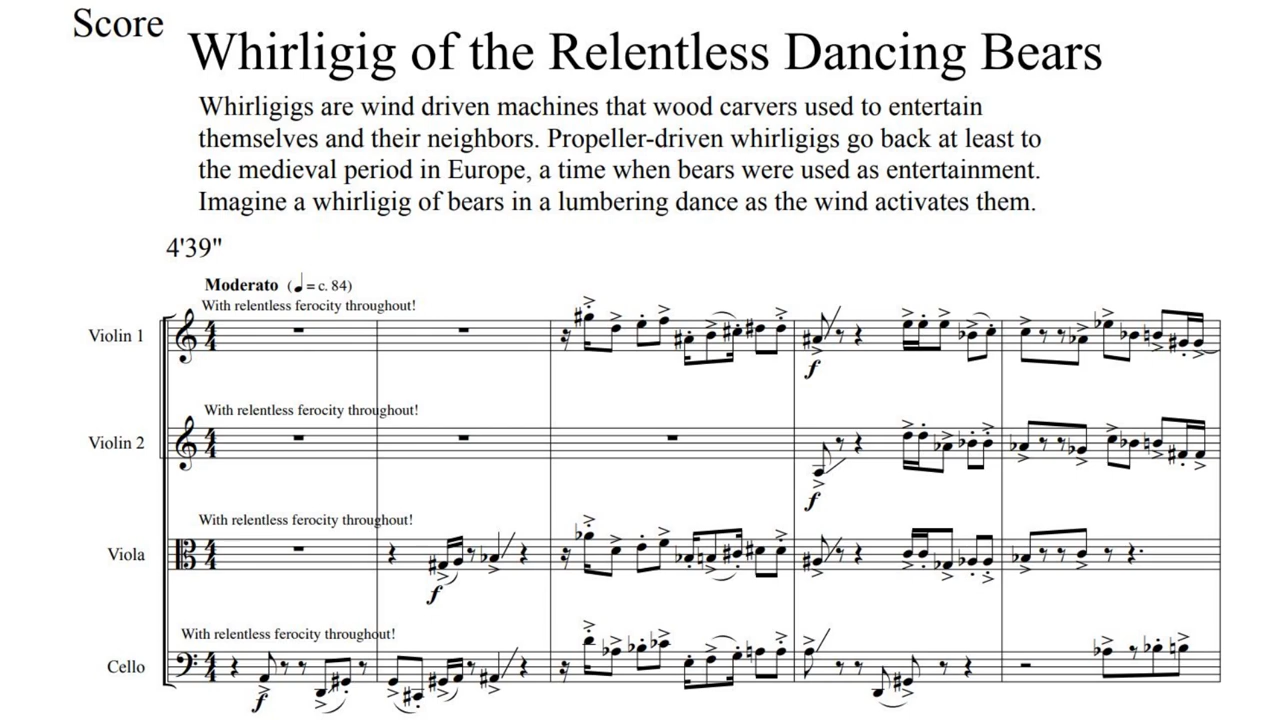 Score
Whirligig of the Relentless Dancing Bears
Whirligigs are wind driven machines that wood carvers used to entertain
themselves and their neighbors. Propeller-driven whirligigs go back at least to
the medieval period in Europe, a time when bears were used as entertainment.
Imagine a whirligig of bears in a lumbering dance as the wind activates them.
4'39"
Moderato (♩= c. 84)
With relentless ferocity throughout!
Violin 1
f
With relentless ferocity throughout!
Violin 2
f
With relentless ferocity throughout!
Viola
f
With relentless ferocity throughout!
Cello
f